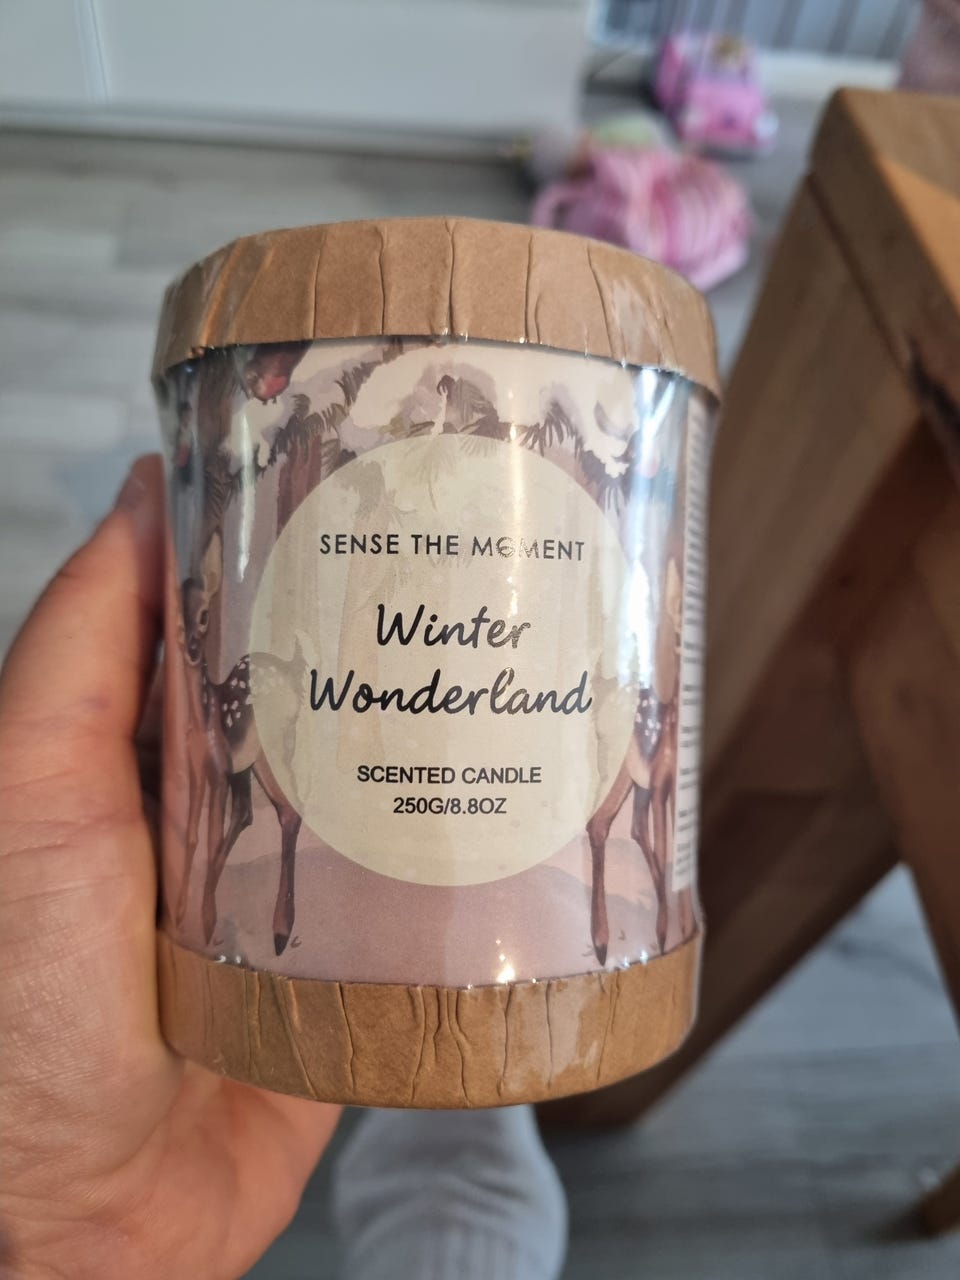 SENSE THE MOMENT
Winter
Wonderland
SCENTED CANDLE
250G/8.8OZ